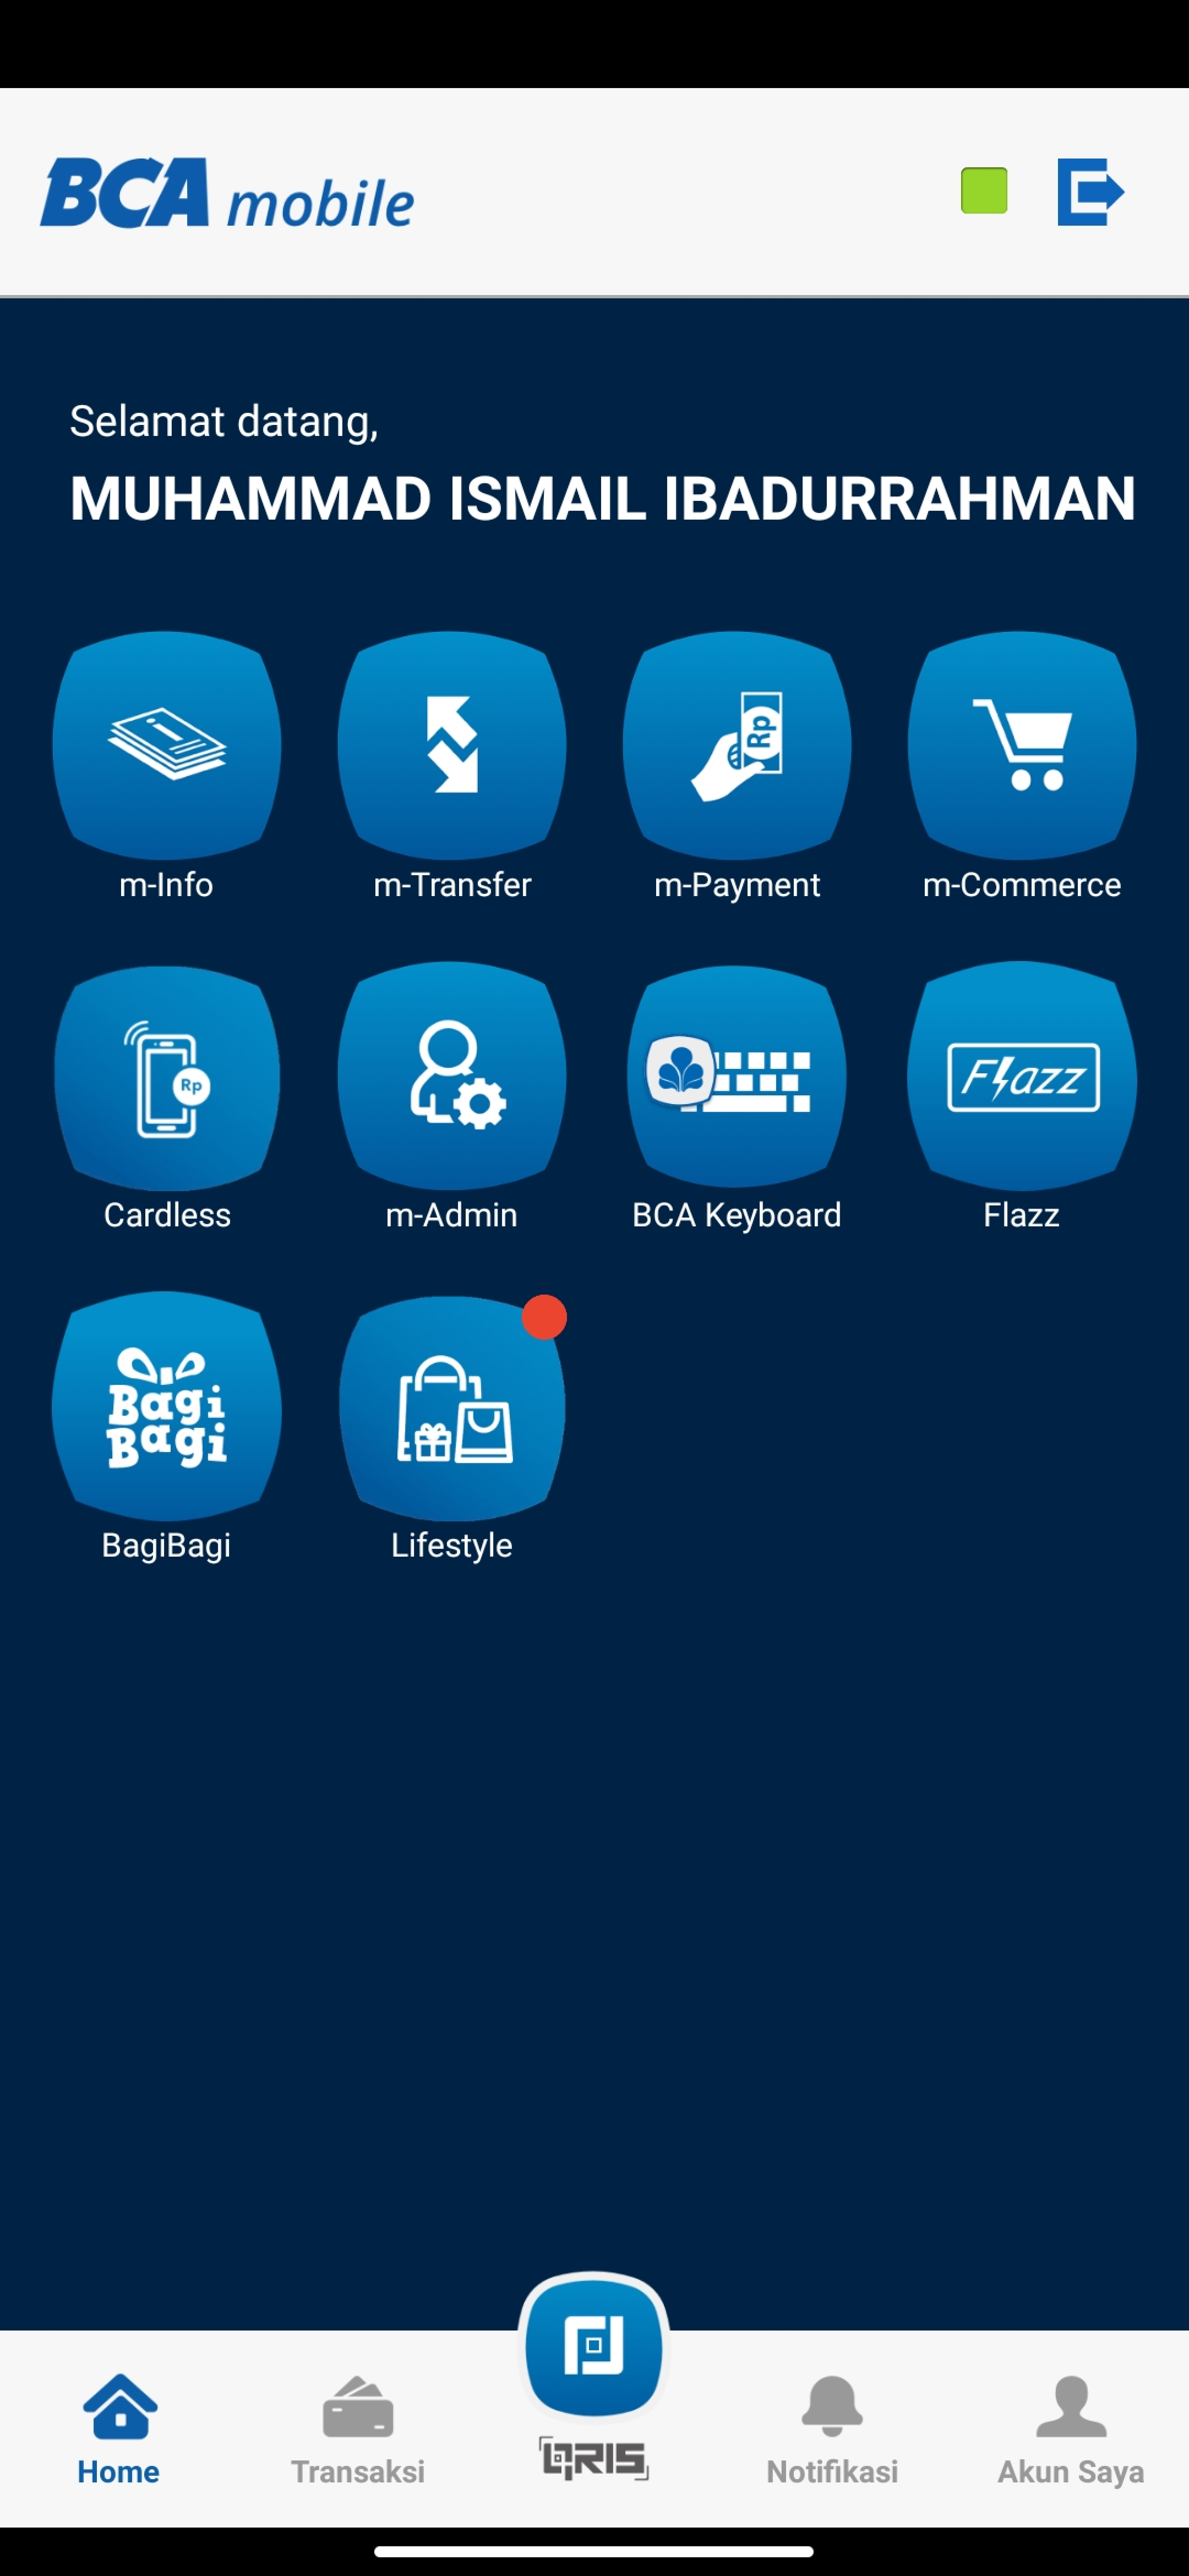 BCA mobile
Selamat datang,
MUHAMMAD ISMAIL IBADURRAHMAN
Rp
m-Info m-Transfer m-Payment m-Commerce
Rp
Flazz
Cardless m-Admin BCA Keyboard Flazz
Bagi
Bagi
BagiBagi Lifestyle
QRIS
Home Transaksi Notifikasi Akun Saya